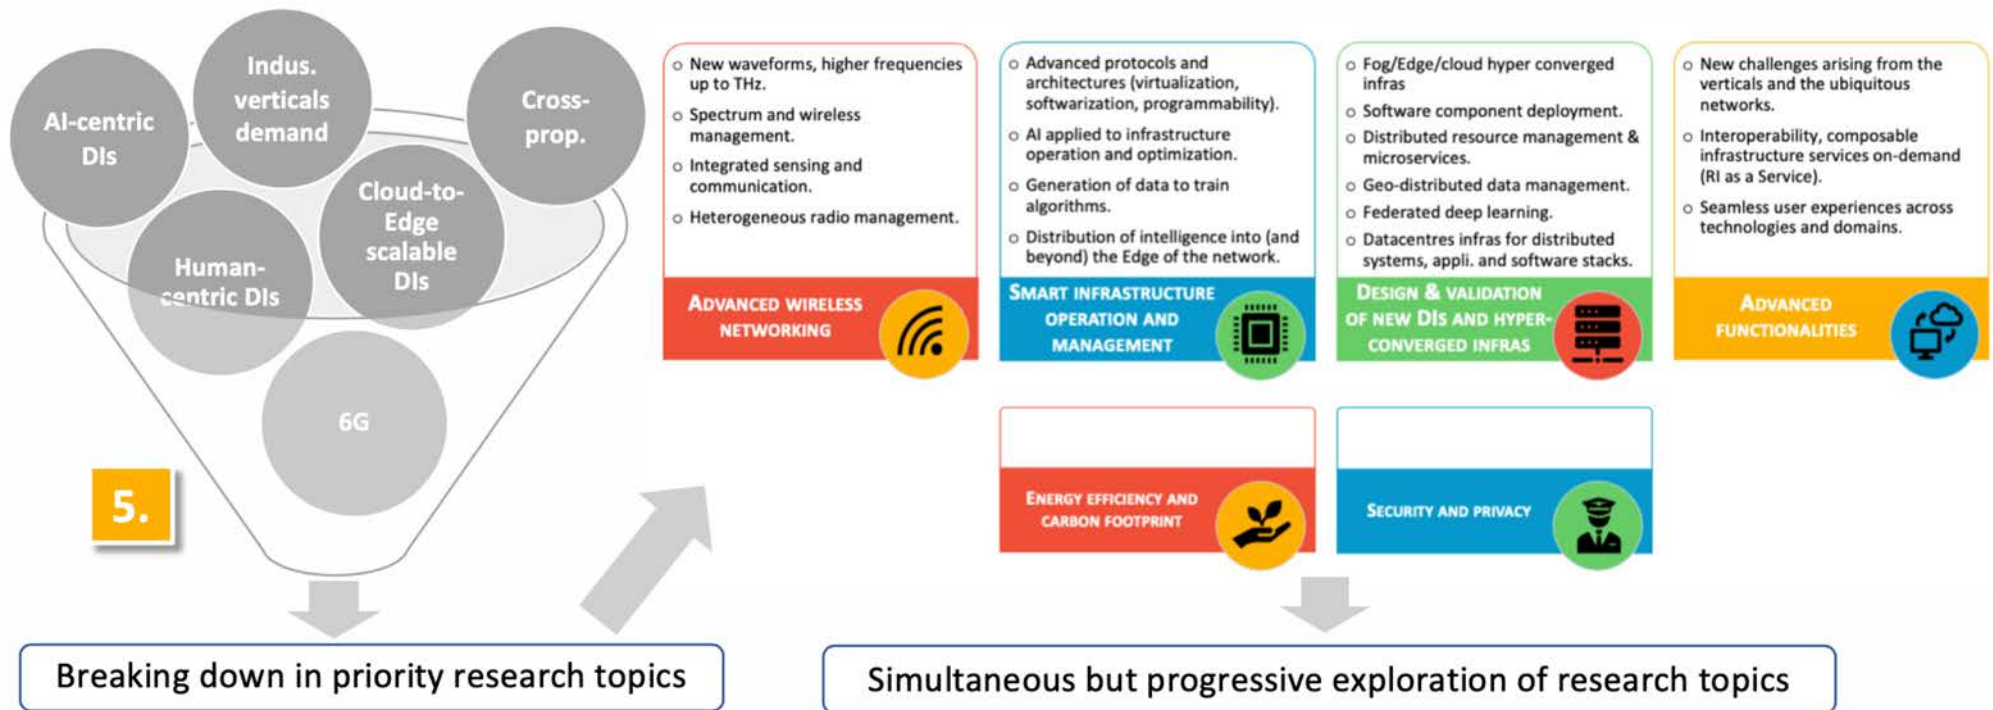 AI-centric
DIs
Indus.
verticals
demand
Cross-
prop.
Human-
centric DIs
Cloud-to-
Edge
scalable
DIs
6G
5.
Breaking down in priority research topics
○ New waveforms, higher frequencies
up to THz.
○ Spectrum and wireless
management.
○ Integrated sensing and
communication.
○ Heterogeneous radio management.
ADVANCED WIRELESS
NETWORKING
○ Advanced protocols and
architectures (virtualization,
softwarization, programmability).
○ AI applied to infrastructure
operation and optimization.
○ Generation of data to train
algorithms.
○ Distribution of intelligence into (and
beyond) the Edge of the network.
SMART INFRASTRUCTURE
OPERATION AND
MANAGEMENT
○ Fog/Edge/cloud hyper converged
infras
○ Software component deployment.
○ Distributed resource management &
microservices.
○ Geo-distributed data management.
○ Federated deep learning.
○ Datacentres infras for distributed
systems, appli. and software stacks.
DESIGN & VALIDATION
OF NEW DIS AND HYPER-
CONVERGED INFRAS
○ New challenges arising from the
verticals and the ubiquitous
networks.
○ Interoperability, composable
infrastructure services on-demand
(RI as a Service).
○ Seamless user experiences across
technologies and domains.
ADVANCED
FUNCTIONALITIES
ENERGY EFFICIENCY AND
CARBON FOOTPRINT
SECURITY AND PRIVACY
Simultaneous but progressive exploration of research topics